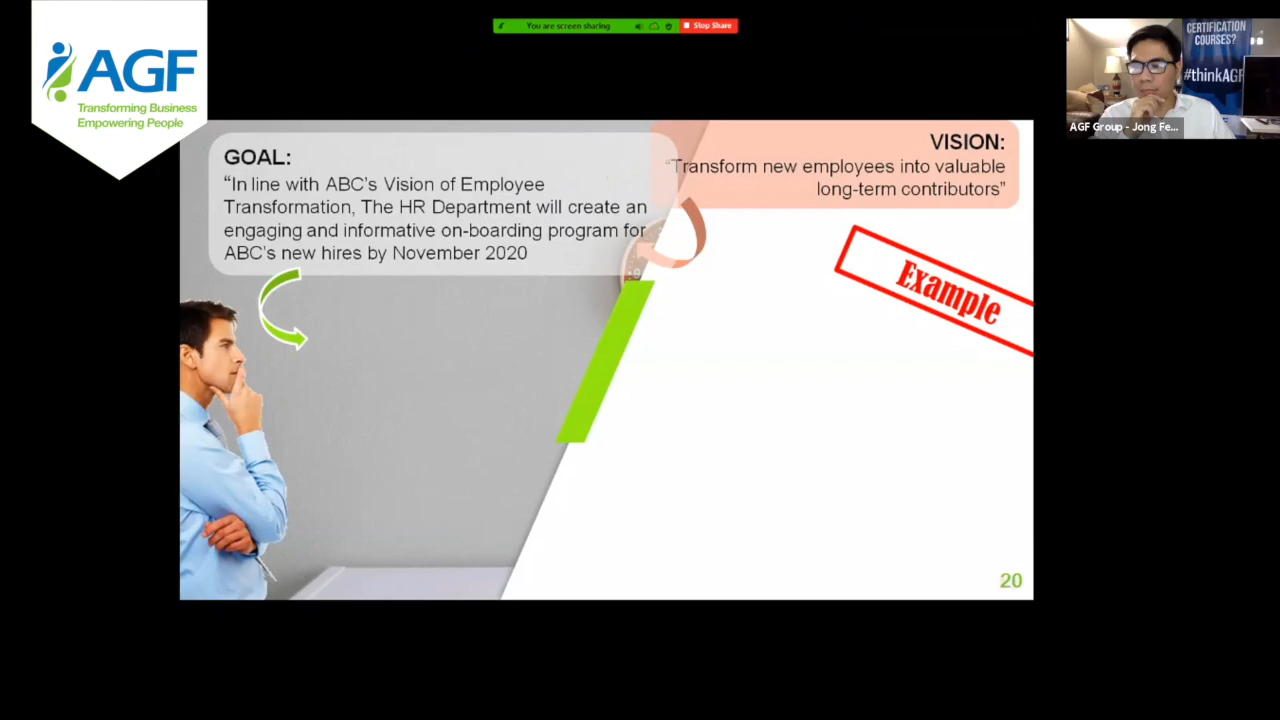 You are screen sharing
Stop Share
AGF
Transforming Business
Empowering People
CERTIFICATION
COURSES?
#thinkAGF
AGF Group - Jong Fe...
GOAL:
“In line with ABC’s Vision of Employee
Transformation, The HR Department will create an
engaging and informative on-boarding program for
ABC’s new hires by November 2020
VISION:
“Transform new employees into valuable
long-term contributors”
Example
20